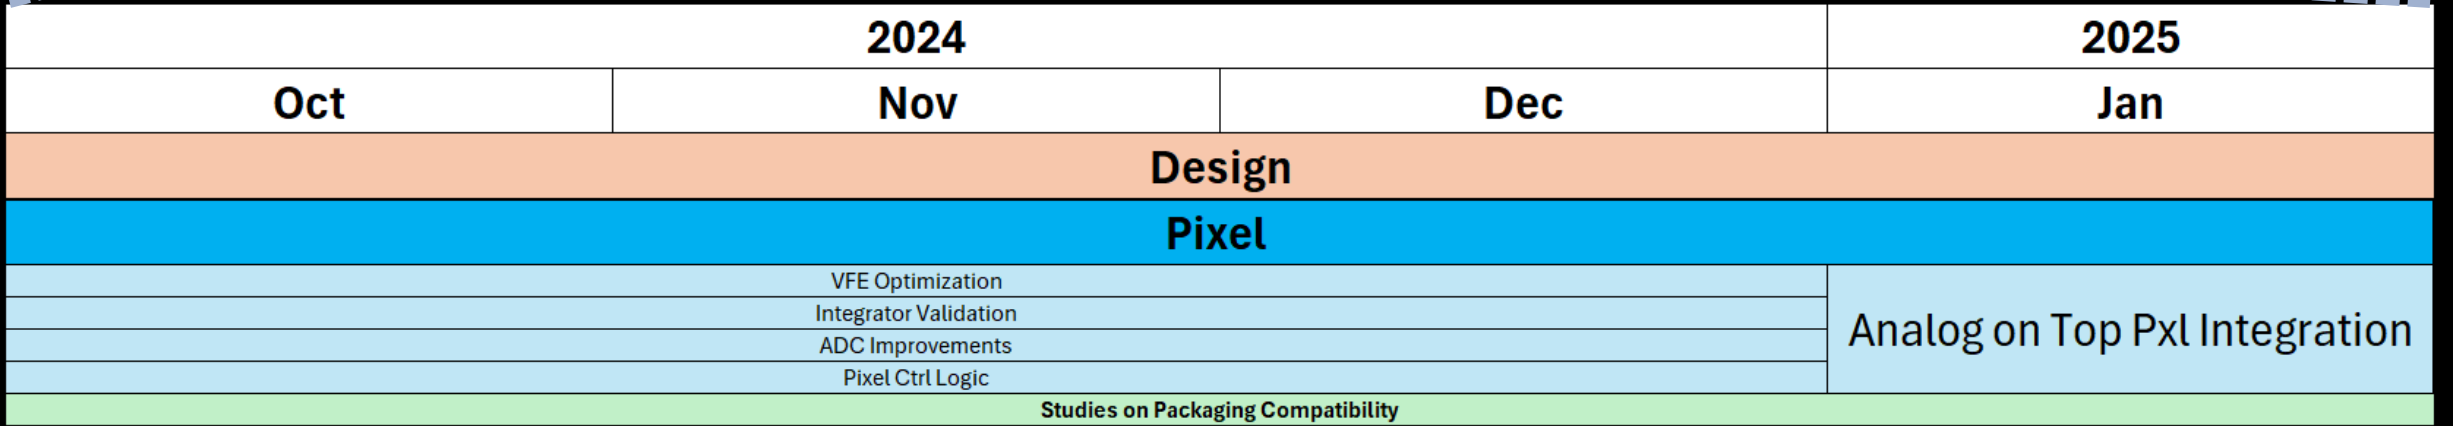 2024 2025
Oct Nov Dec Jan
Design
Pixel
VFE Optimization
Integrator Validation
ADC Improvements
Pixel Ctrl Logic
Analog on Top Pxl Integration
Studies on Packaging Compatibility